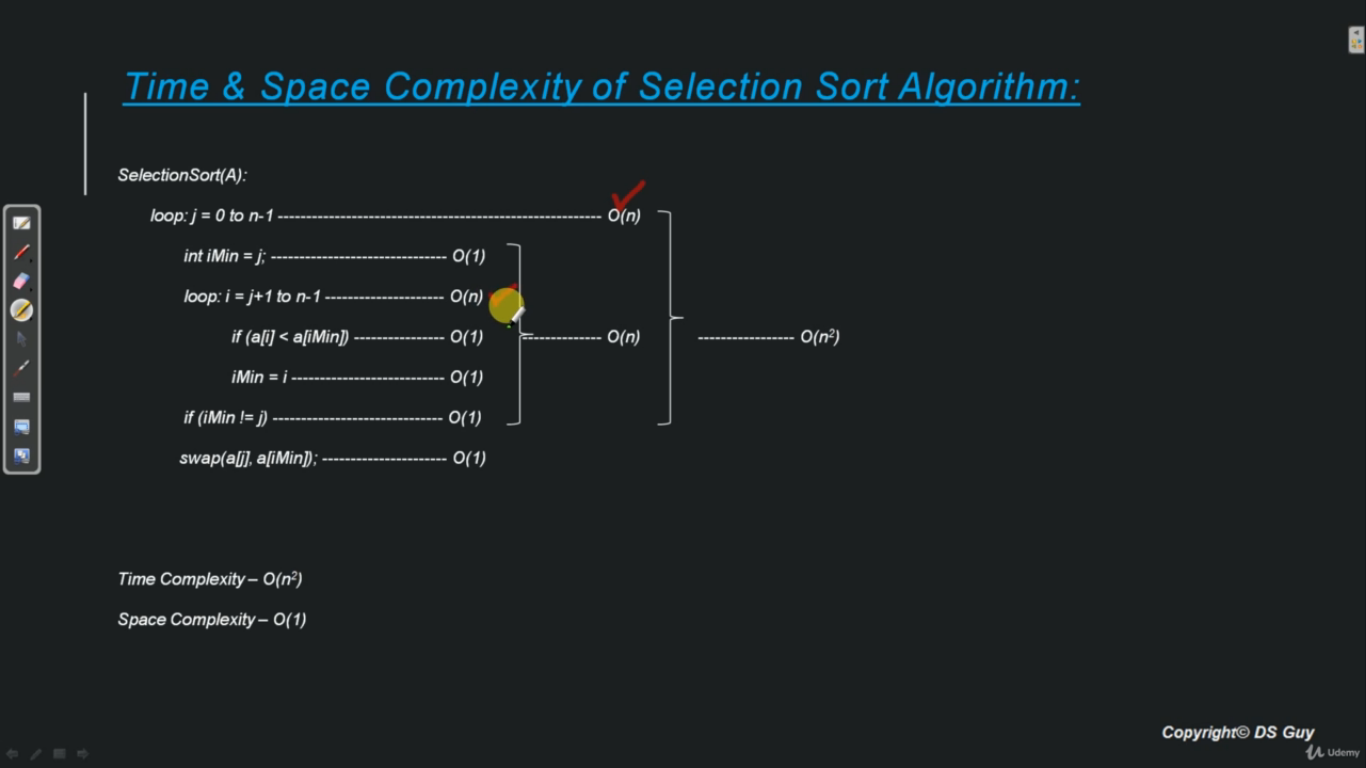 Time & Space Complexity of Selection Sort Algorithm:
SelectionSort(A):
loop: j = 0 to n-1 --------------------------------------------------------- O(n)
int iMin = j; ------------------------------- O(1)
loop: i = j+1 to n-1 --------------------- O(n)
if (a[i] < a[iMin]) ---------------- O(1) -------------- O(n) ----------------- O(n²)
iMin = i --------------------------- O(1)
if (iMin != j) ------------------------------ O(1)
swap(a[j], a[iMin]); ---------------------- O(1)
Time Complexity – O(n²)
Space Complexity – O(1)
Copyright© DS Guy
Udemy